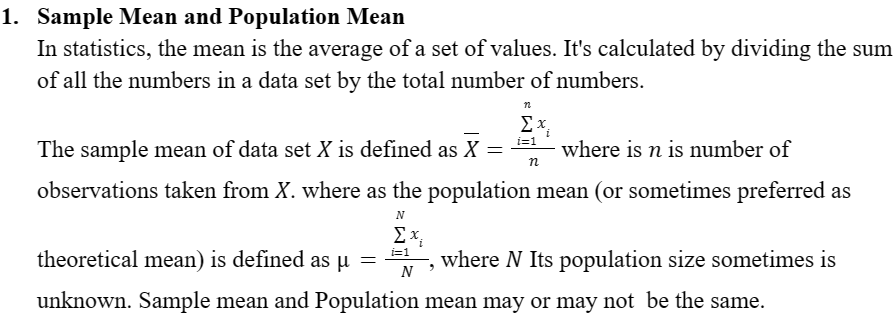 1. Sample Mean and Population Mean
In statistics, the mean is the average of a set of values. It's calculated by dividing the sum
of all the numbers in a data set by the total number of numbers.
The sample mean of data set X is defined as X̅ = \frac{\sum_{i=1}^{n} x_i}{n} where is n is number of
observations taken from X. where as the population mean (or sometimes preferred as
theoretical mean) is defined as μ = \frac{\sum_{i=1}^{N} x_i}{N}, where N Its population size sometimes is
unknown. Sample mean and Population mean may or may not be the same.